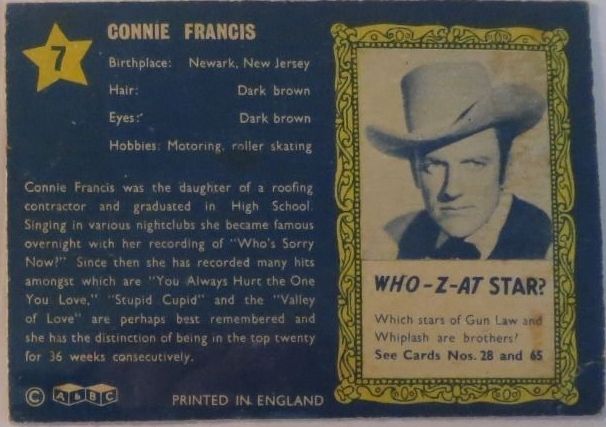 7
CONNIE FRANCIS
Birthplace: Newark, New Jersey
Hair: Dark brown
Eyes: Dark brown
Hobbies: Motoring, roller skating
Connie Francis was the daughter of a roofing
contractor and graduated in High School.
Singing in various nightclubs she became famous
overnight with her recording of "Who's Sorry
Now?" Since then she has recorded many hits
amongst which are "You Always Hurt the One
You Love," "Stupid Cupid" and the "Valley
of Love" are perhaps best remembered and
she has the distinction of being in the top twenty
for 36 weeks consecutively.
© A & B C
PRINTED IN ENGLAND
WHO-Z-AT STAR?
Which stars of Gun Law and
Whiplash are brothers?
See Cards Nos. 28 and 65